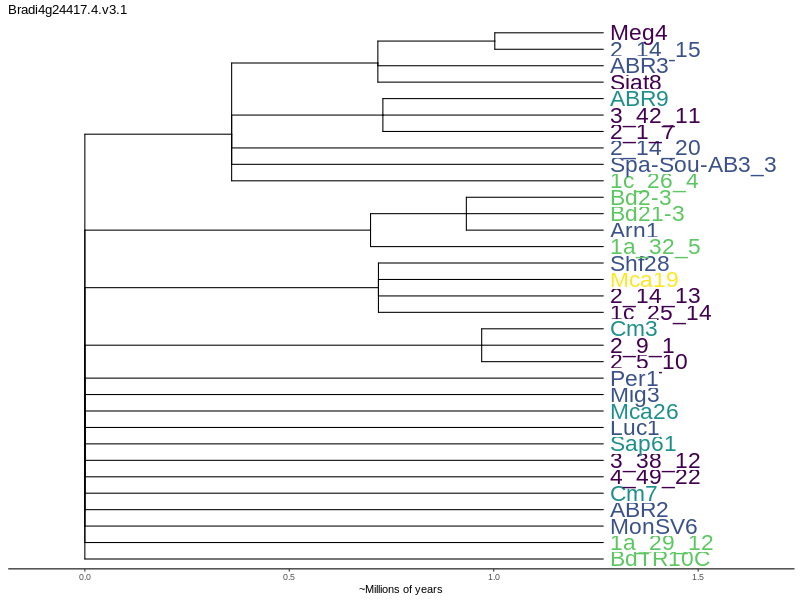 Bradi4g24417.4.v3.1
Meg4
2_14_15
ABR3
Siat8
ABR9
3_42_11
2_1_7
2_14_20
Spa-Sou-AB3_3
1c_26_4
Bd2-3
Bd21-3
Arn1
1a_32_5
Shf28
Mca19
2_14_13
1c_25_14
Cm3
2_9_1
2_5_10
Per1
Mig3
Mca26
Luc1
Sap61
3_38_12
4_49_22
Cm7
ABR2
MonSV6
1a_29_12
BdTR10C
0.0 0.5 1.0 1.5
~Millions of years